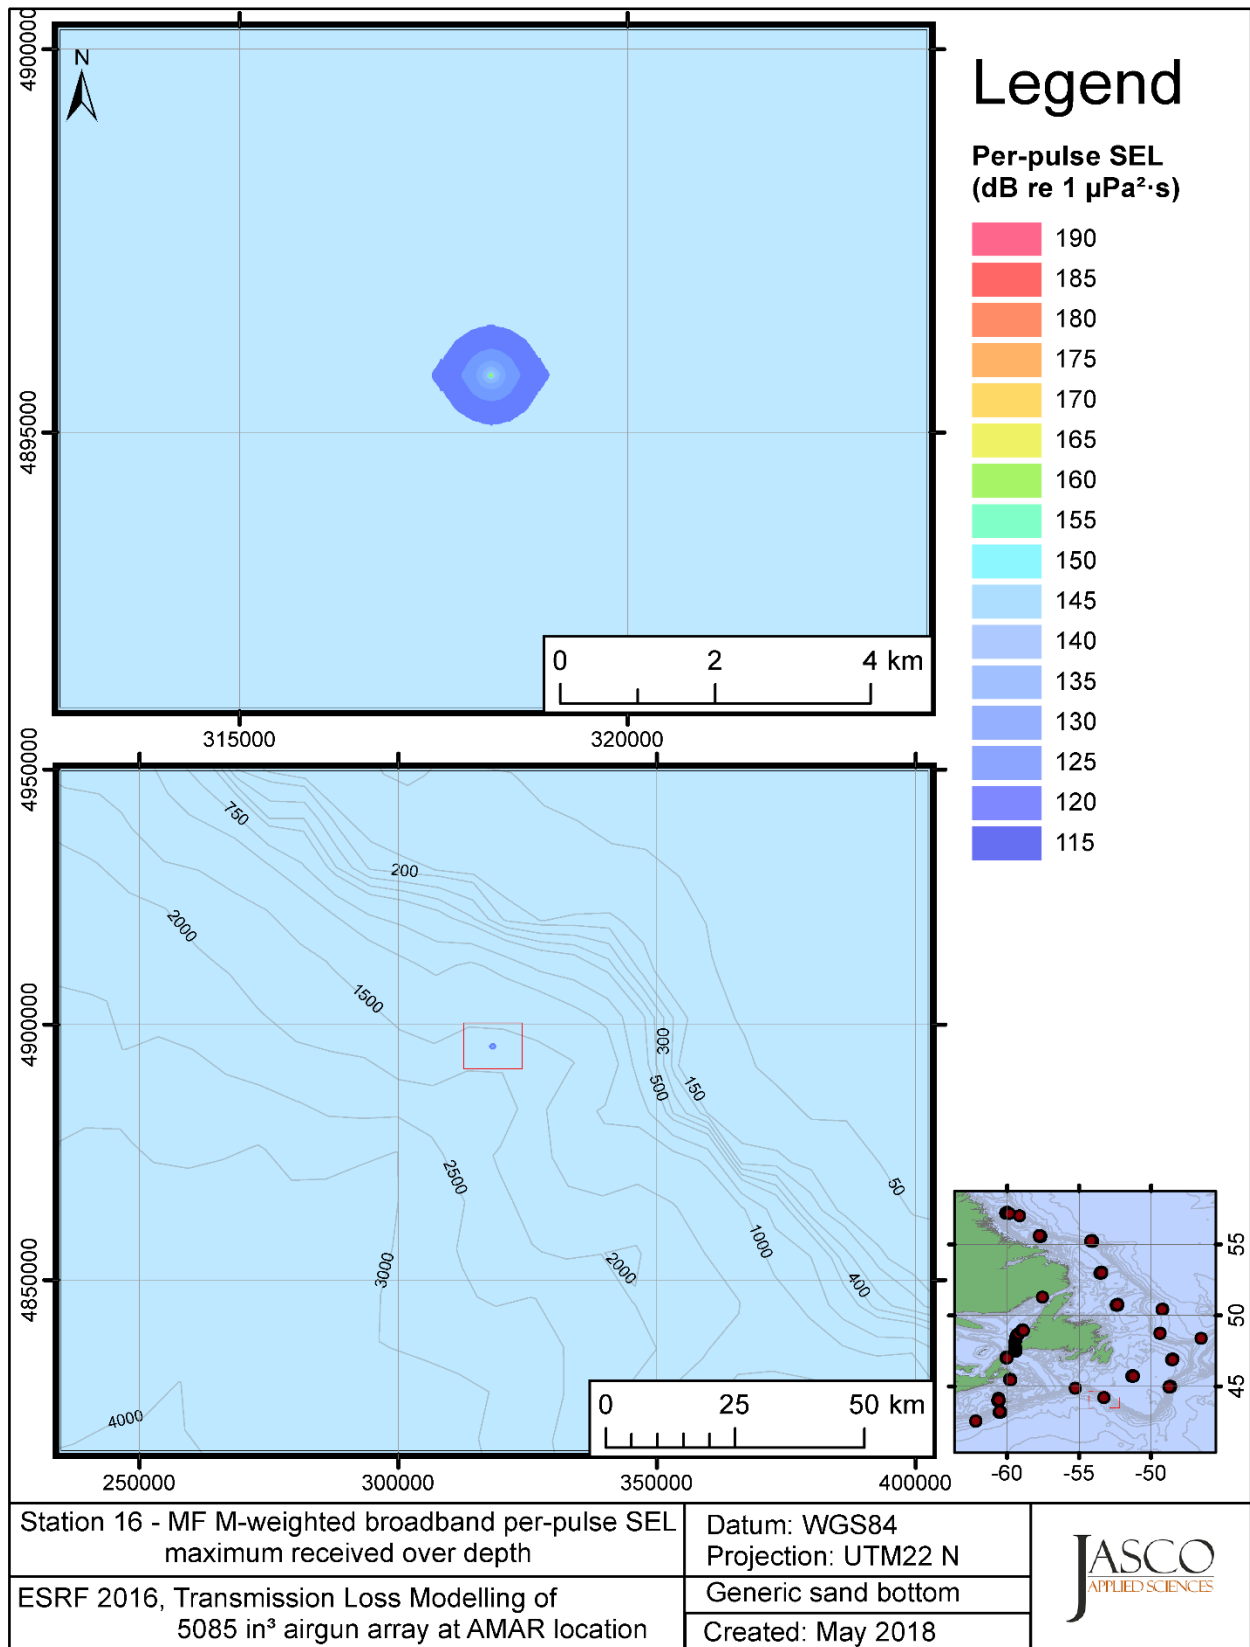 N
4900000
4895000
315000
320000
0 2 4 km
Legend
Per-pulse SEL
(dB re 1 µPa²·s)
190
185
180
175
170
165
160
155
150
145
140
135
130
125
120
115
4950000
4900000
4850000
250000
300000
350000
400000
750
200
2000
1500
300
500
150
2500
50
1000
3000
2000
400
4000
0 25 50 km
55
50
45
-60 -55 -50
Station 16 - MF M-weighted broadband per-pulse SEL
maximum received over depth
ESRF 2016, Transmission Loss Modelling of
5085 in³ airgun array at AMAR location
Datum: WGS84
Projection: UTM22 N
Generic sand bottom
Created: May 2018
JASCO
APPLIED SCIENCES